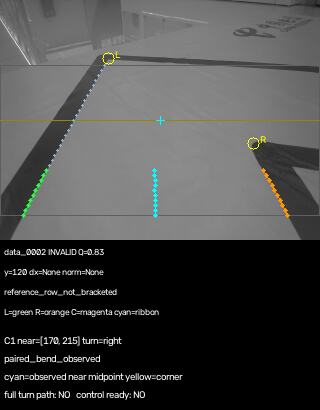 L
R
data_0002 INVALID Q=0.83
y=120 dx=None norm=None
reference_row_not_bracketed
L=green R=orange C=magenta cyan=ribbon
C1 near=[170, 215] turn=right
paired_bend_observed
cyan=observed near midpoint yellow=corner
full turn path: NO control ready: NO